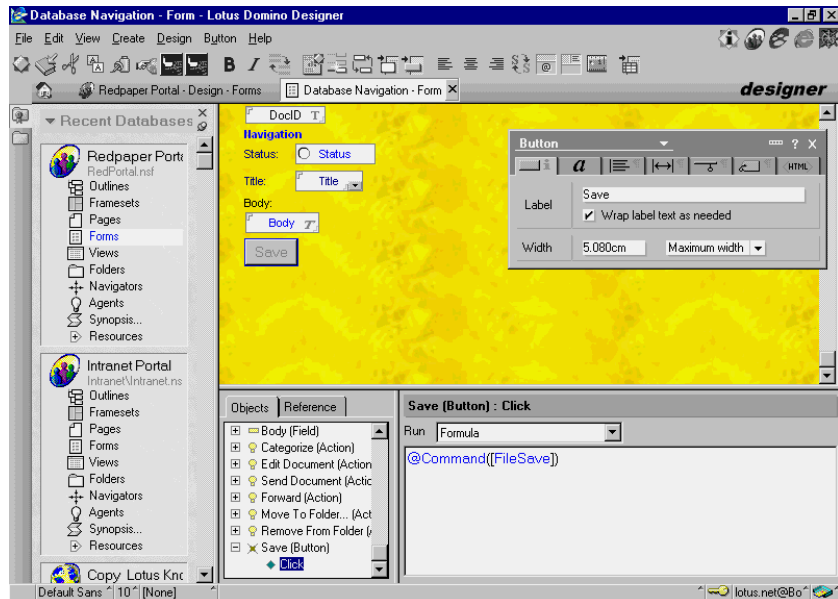 Database Navigation - Form - Lotus Domino Designer
File Edit View Create Design Button Help
B I
Redpaper Portal - Design - Forms
Database Navigation - Form
designer
Recent Databases
Redpaper Porta
RedPortal.nsf
Outlines
Framesets
Pages
Forms
Views
Folders
Navigators
Agents
Synopsis...
Resources
Intranet Portal
Intranet\Intranet.ns
Outlines
Framesets
Pages
Forms
Views
Folders
Navigators
Agents
Synopsis...
Resources
Copy Lotus Knc
DocID T
Navigation
Status: Status
Title: Title
Body:
Body T
Save
Button
? X
a
<HTML>
Label Save
Wrap label text as needed
Width 5.080cm Maximum width
Objects Reference
Body (Field)
Categorize (Action)
Edit Document (Action
Send Document (Actic
Forward (Action)
Move To Folder... (Act
Remove From Folder (
Save (Button)
Click
Save (Button) : Click
Run Formula
@Command([FileSave])
Default Sans 10 [None]
lotus.net@Bo